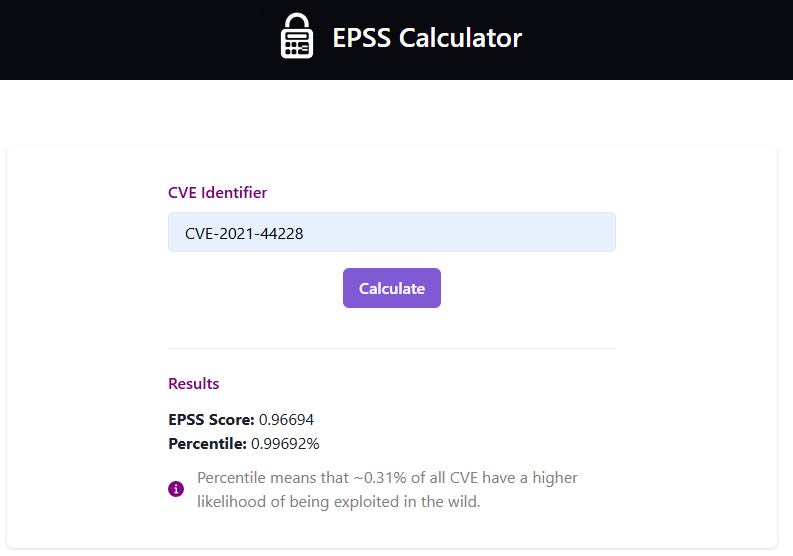 EPSS Calculator
CVE Identifier
CVE-2021-44228
Calculate
Results
EPSS Score: 0.96694
Percentile: 0.99692%
Percentile means that ~0.31% of all CVE have a higher
likelihood of being exploited in the wild.